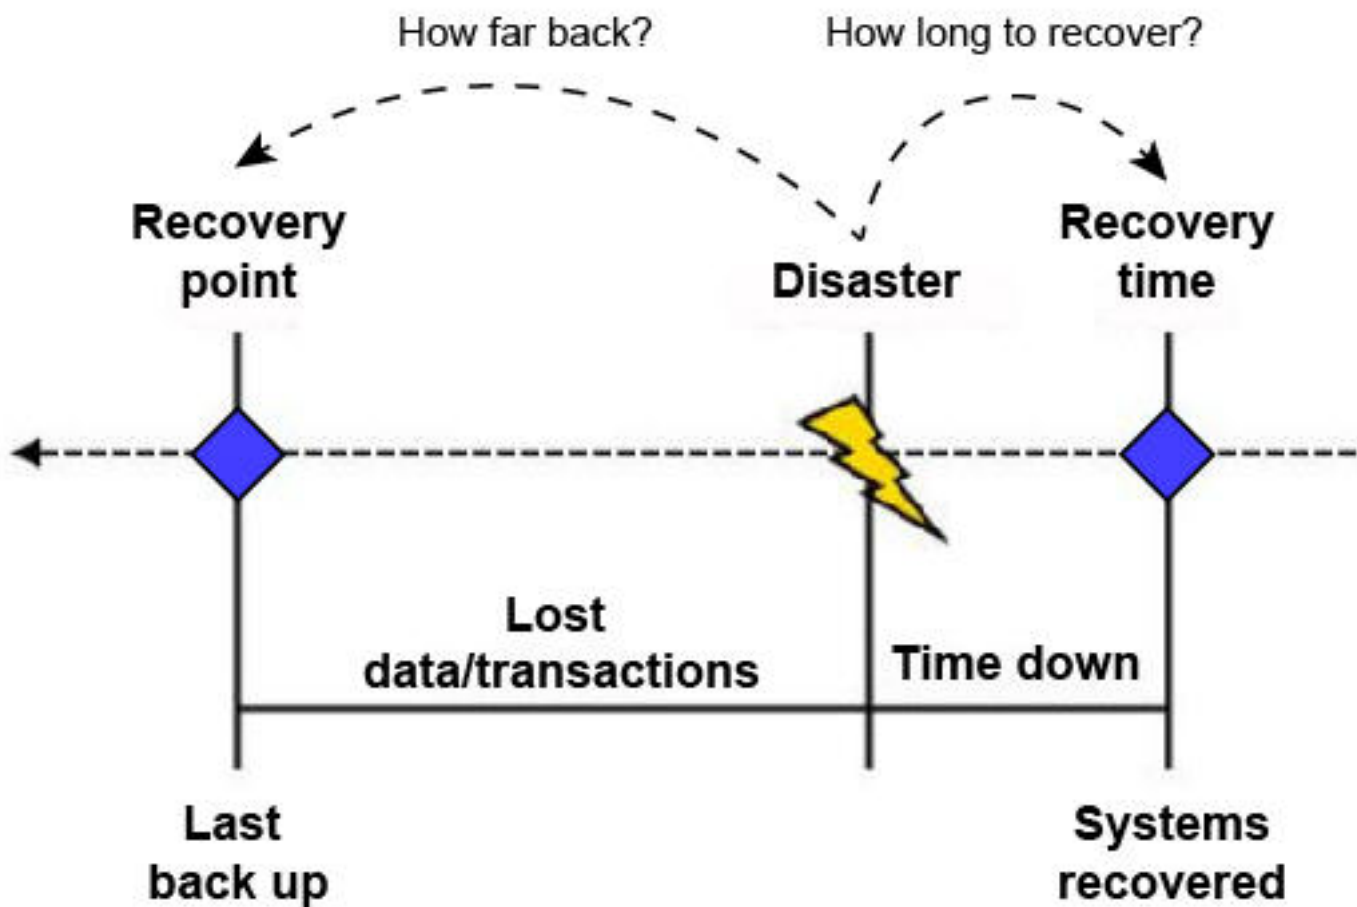 How far back?
How long to recover?
Recovery
point
Disaster
Recovery
time
Lost
data/transactions
Time down
Last
back up
Systems
recovered